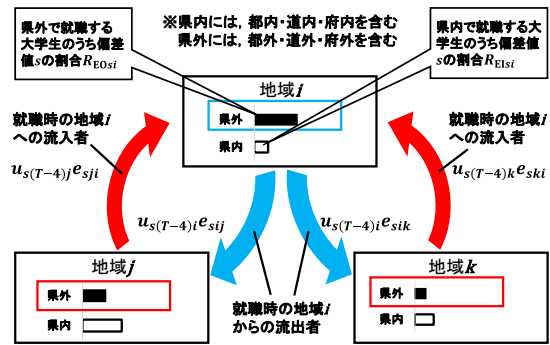 県外で就職する
大学生のうち偏差
値sの割合R_EOsi
※県内には，都内・道内・府内を含む
県外には，都外・道外・府外を含む
県内で就職する大
学生のうち偏差値
sの割合R_EIsi
地域i
県外
県内
就職時の地域i
への流入者
u_s(T−4)j e_sji
就職時の地域i
への流入者
u_s(T−4)k e_ski
u_s(T−4)i e_sij
u_s(T−4)i e_sik
地域j
県外
県内
就職時の地域i
からの流出者
地域k
県外
県内